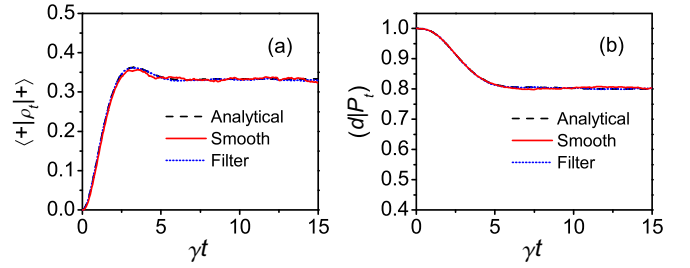 (a)
⟨+|ρt|+⟩
0.4
0.3
0.2
0.1
0.0
Analytical
Smooth
Filter
0 5 10 15
γt
(b)
(d|Pt)
1.0
0.9
0.8
0.7
0.6
0.5
0.4
Analytical
Smooth
Filter
0 5 10 15
γt